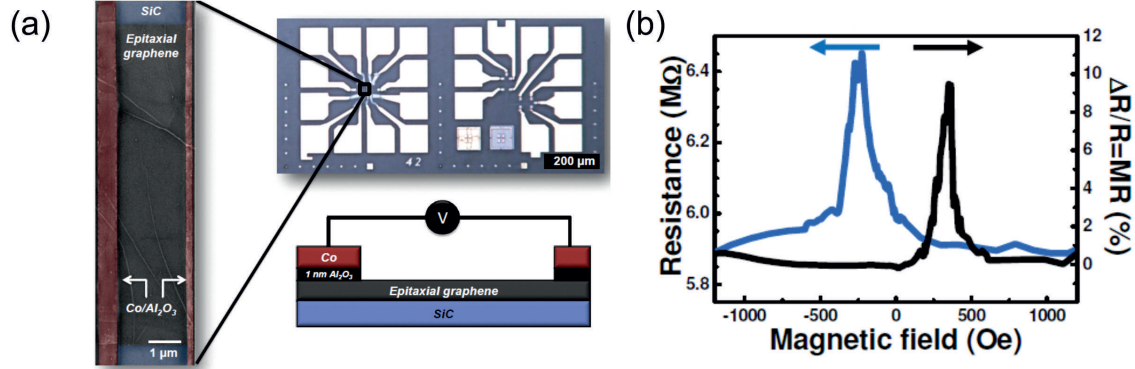 (a)
SiC
Epitaxial
graphene
Co/Al₂O₃
1 µm
42
200 µm
V
Co
1 nm Al₂O₃
Epitaxial graphene
SiC
(b)
Resistance (MΩ)
6.4
6.2
6.0
5.8
12
10
8
6
4
2
0
ΔR/R=MR (%)
-1000
-500
0
500
1000
Magnetic field (Oe)